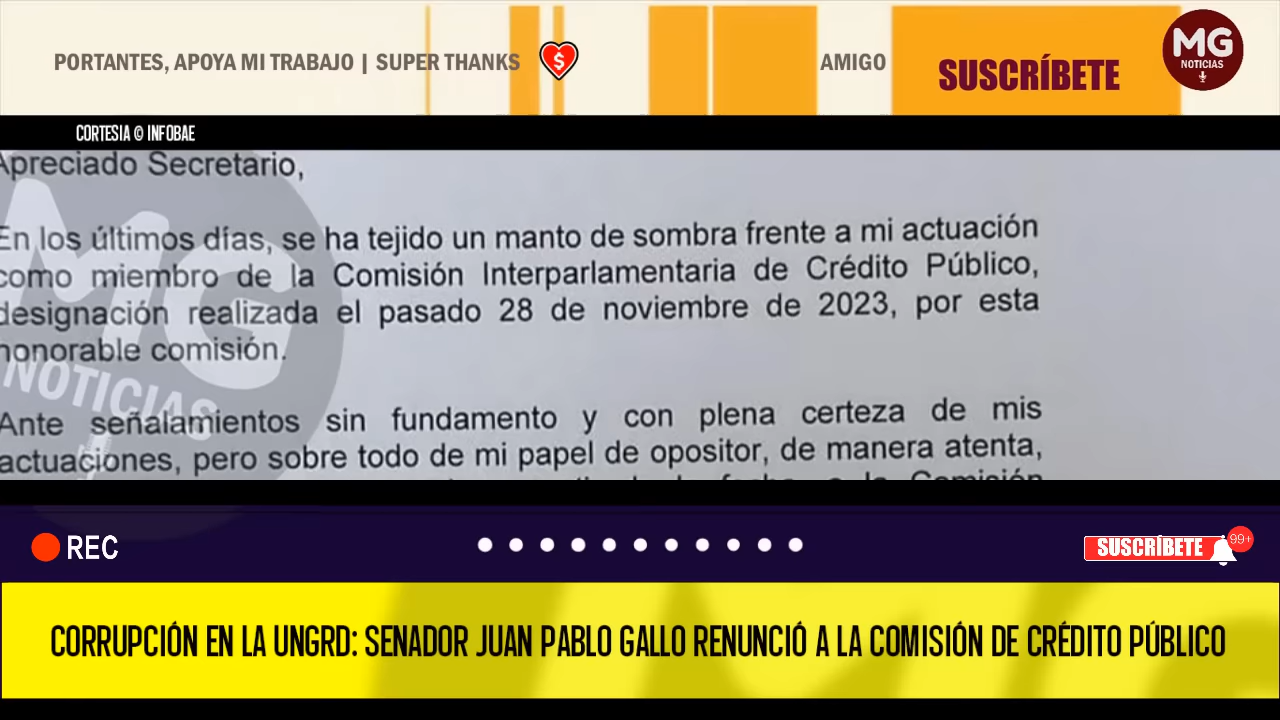 PORTANTES, APOYA MI TRABAJO | SUPER THANKS
$
AMIGO
SUSCRÍBETE
MG
NOTICIAS
CORTESIA © INFOBAE
Apreciado Secretario,
En los últimos días, se ha tejido un manto de sombra frente a mi actuación
como miembro de la Comisión Interparlamentaria de Crédito Público,
designación realizada el pasado 28 de noviembre de 2023, por esta
honorable comisión.
Ante señalamientos sin fundamento y con plena certeza de mis
actuaciones, pero sobre todo de mi papel de opositor, de manera atenta,
MG
NOTICIAS
REC
SUSCRÍBETE
99+
CORRUPCIÓN EN LA UNGRD: SENADOR JUAN PABLO GALLO RENUNCIÓ A LA COMISIÓN DE CRÉDITO PÚBLICO